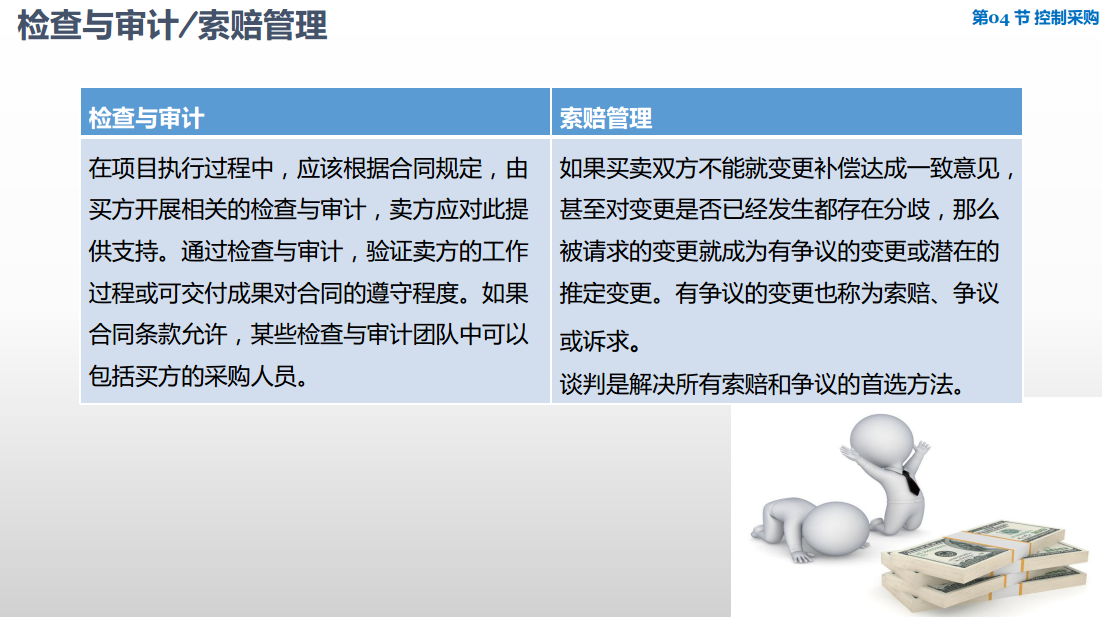 检查与审计/索赔管理
第04 节 控制采购
检查与审计
在项目执行过程中，应该根据合同规定，由
买方开展相关的检查与审计，卖方应对此提
供支持。通过检查与审计，验证卖方的工作
过程或可交付成果对合同的遵守程度。如果
合同条款允许，某些检查与审计团队中可以
包括买方的采购人员。
索赔管理
如果买卖双方不能就变更补偿达成一致意见，
甚至对变更是否已经发生都存在分歧，那么
被请求的变更就成为有争议的变更或潜在的
推定变更。有争议的变更也称为索赔、争议
或诉求。
谈判是解决所有索赔和争议的首选方法。